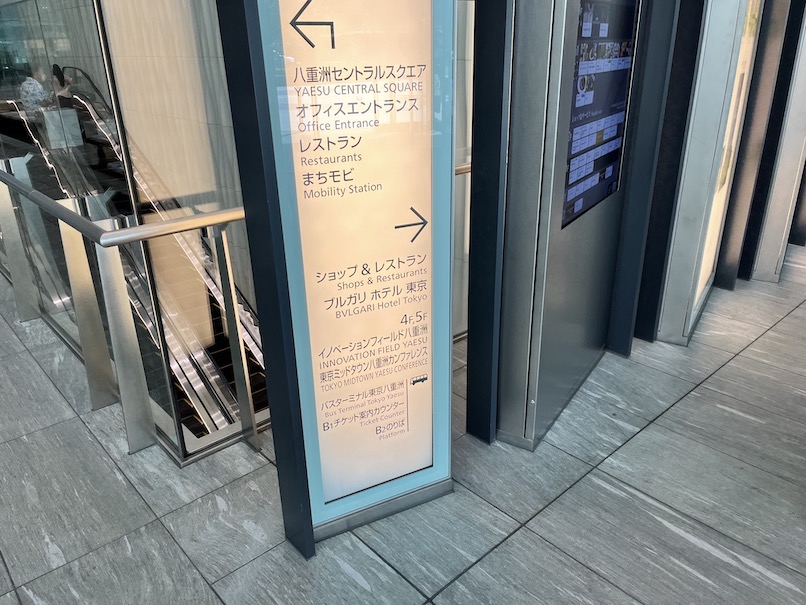 八重洲セントラルスクエア
YAESU CENTRAL SQUARE
オフィスエントランス
Office Entrance
レストラン
Restaurants
まちモビ
Mobility Station
ショップ & レストラン
Shops & Restaurants
ブルガリ ホテル 東京
BVLGARI Hotel Tokyo
4F,5F
イノベーションフィールド八重洲
INNOVATION FIELD YAESU
東京ミッドタウン八重洲カンファレンス
TOKYO MIDTOWN YAESU CONFERENCE
バスターミナル東京八重洲
Bus Terminal Tokyo Yaesu
B1チケット案内カウンター
Ticket Counter
B2のりば
Platform